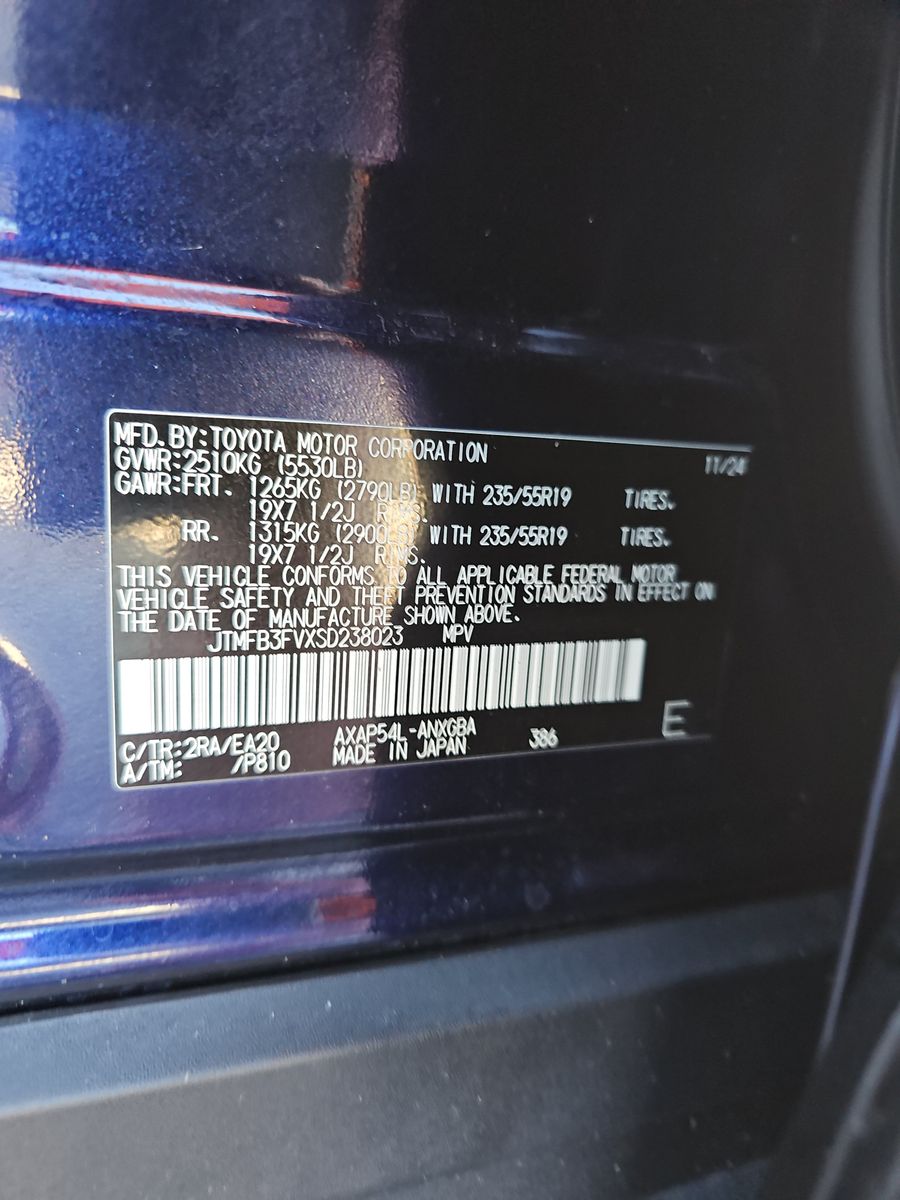 MFD. BY: TOYOTA MOTOR CORPORATION 11/24
GVWR: 2510KG (5530LB)
GAWR: FRT. 1265KG (2790LB) WITH 235/55R19 TIRES.
19X7 1/2J RIMS.
RR. 1315KG (2900LB) WITH 235/55R19 TIRES.
19X7 1/2J RIMS.
THIS VEHICLE CONFORMS TO ALL APPLICABLE FEDERAL MOTOR
VEHICLE SAFETY AND THEFT PREVENTION STANDARDS IN EFFECT ON
THE DATE OF MANUFACTURE SHOWN ABOVE.
JTMFB3FVXSD238023 MPV
C/TR: 2RA/EA20 AXAP54L-ANXGBA 386 E
A/TM: /P810 MADE IN JAPAN